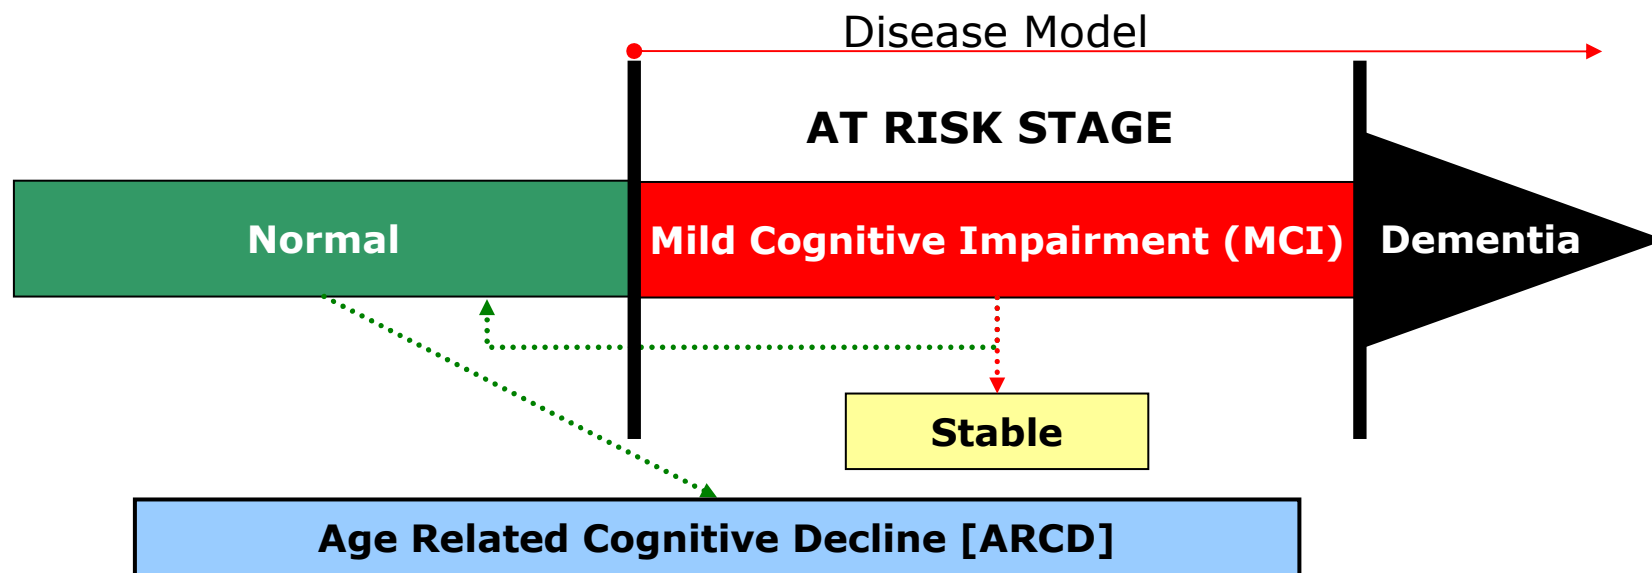 Disease Model
AT RISK STAGE
Normal
Mild Cognitive Impairment (MCI)
Dementia
Stable
Age Related Cognitive Decline [ARCD]